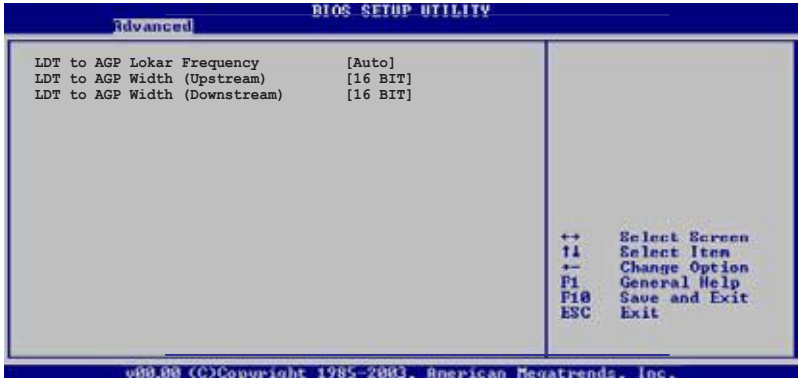 BIOS SETUP UTILITY
Advanced
LDT to AGP Lokar Frequency [Auto]
LDT to AGP Width (Upstream) [16 BIT]
LDT to AGP Width (Downstream) [16 BIT]
↔ Select Screen
↑↓ Select Item
+- Change Option
F1 General Help
F10 Save and Exit
ESC Exit
v00.00 (C)Copyright 1985-2003, American Megatrends, Inc.